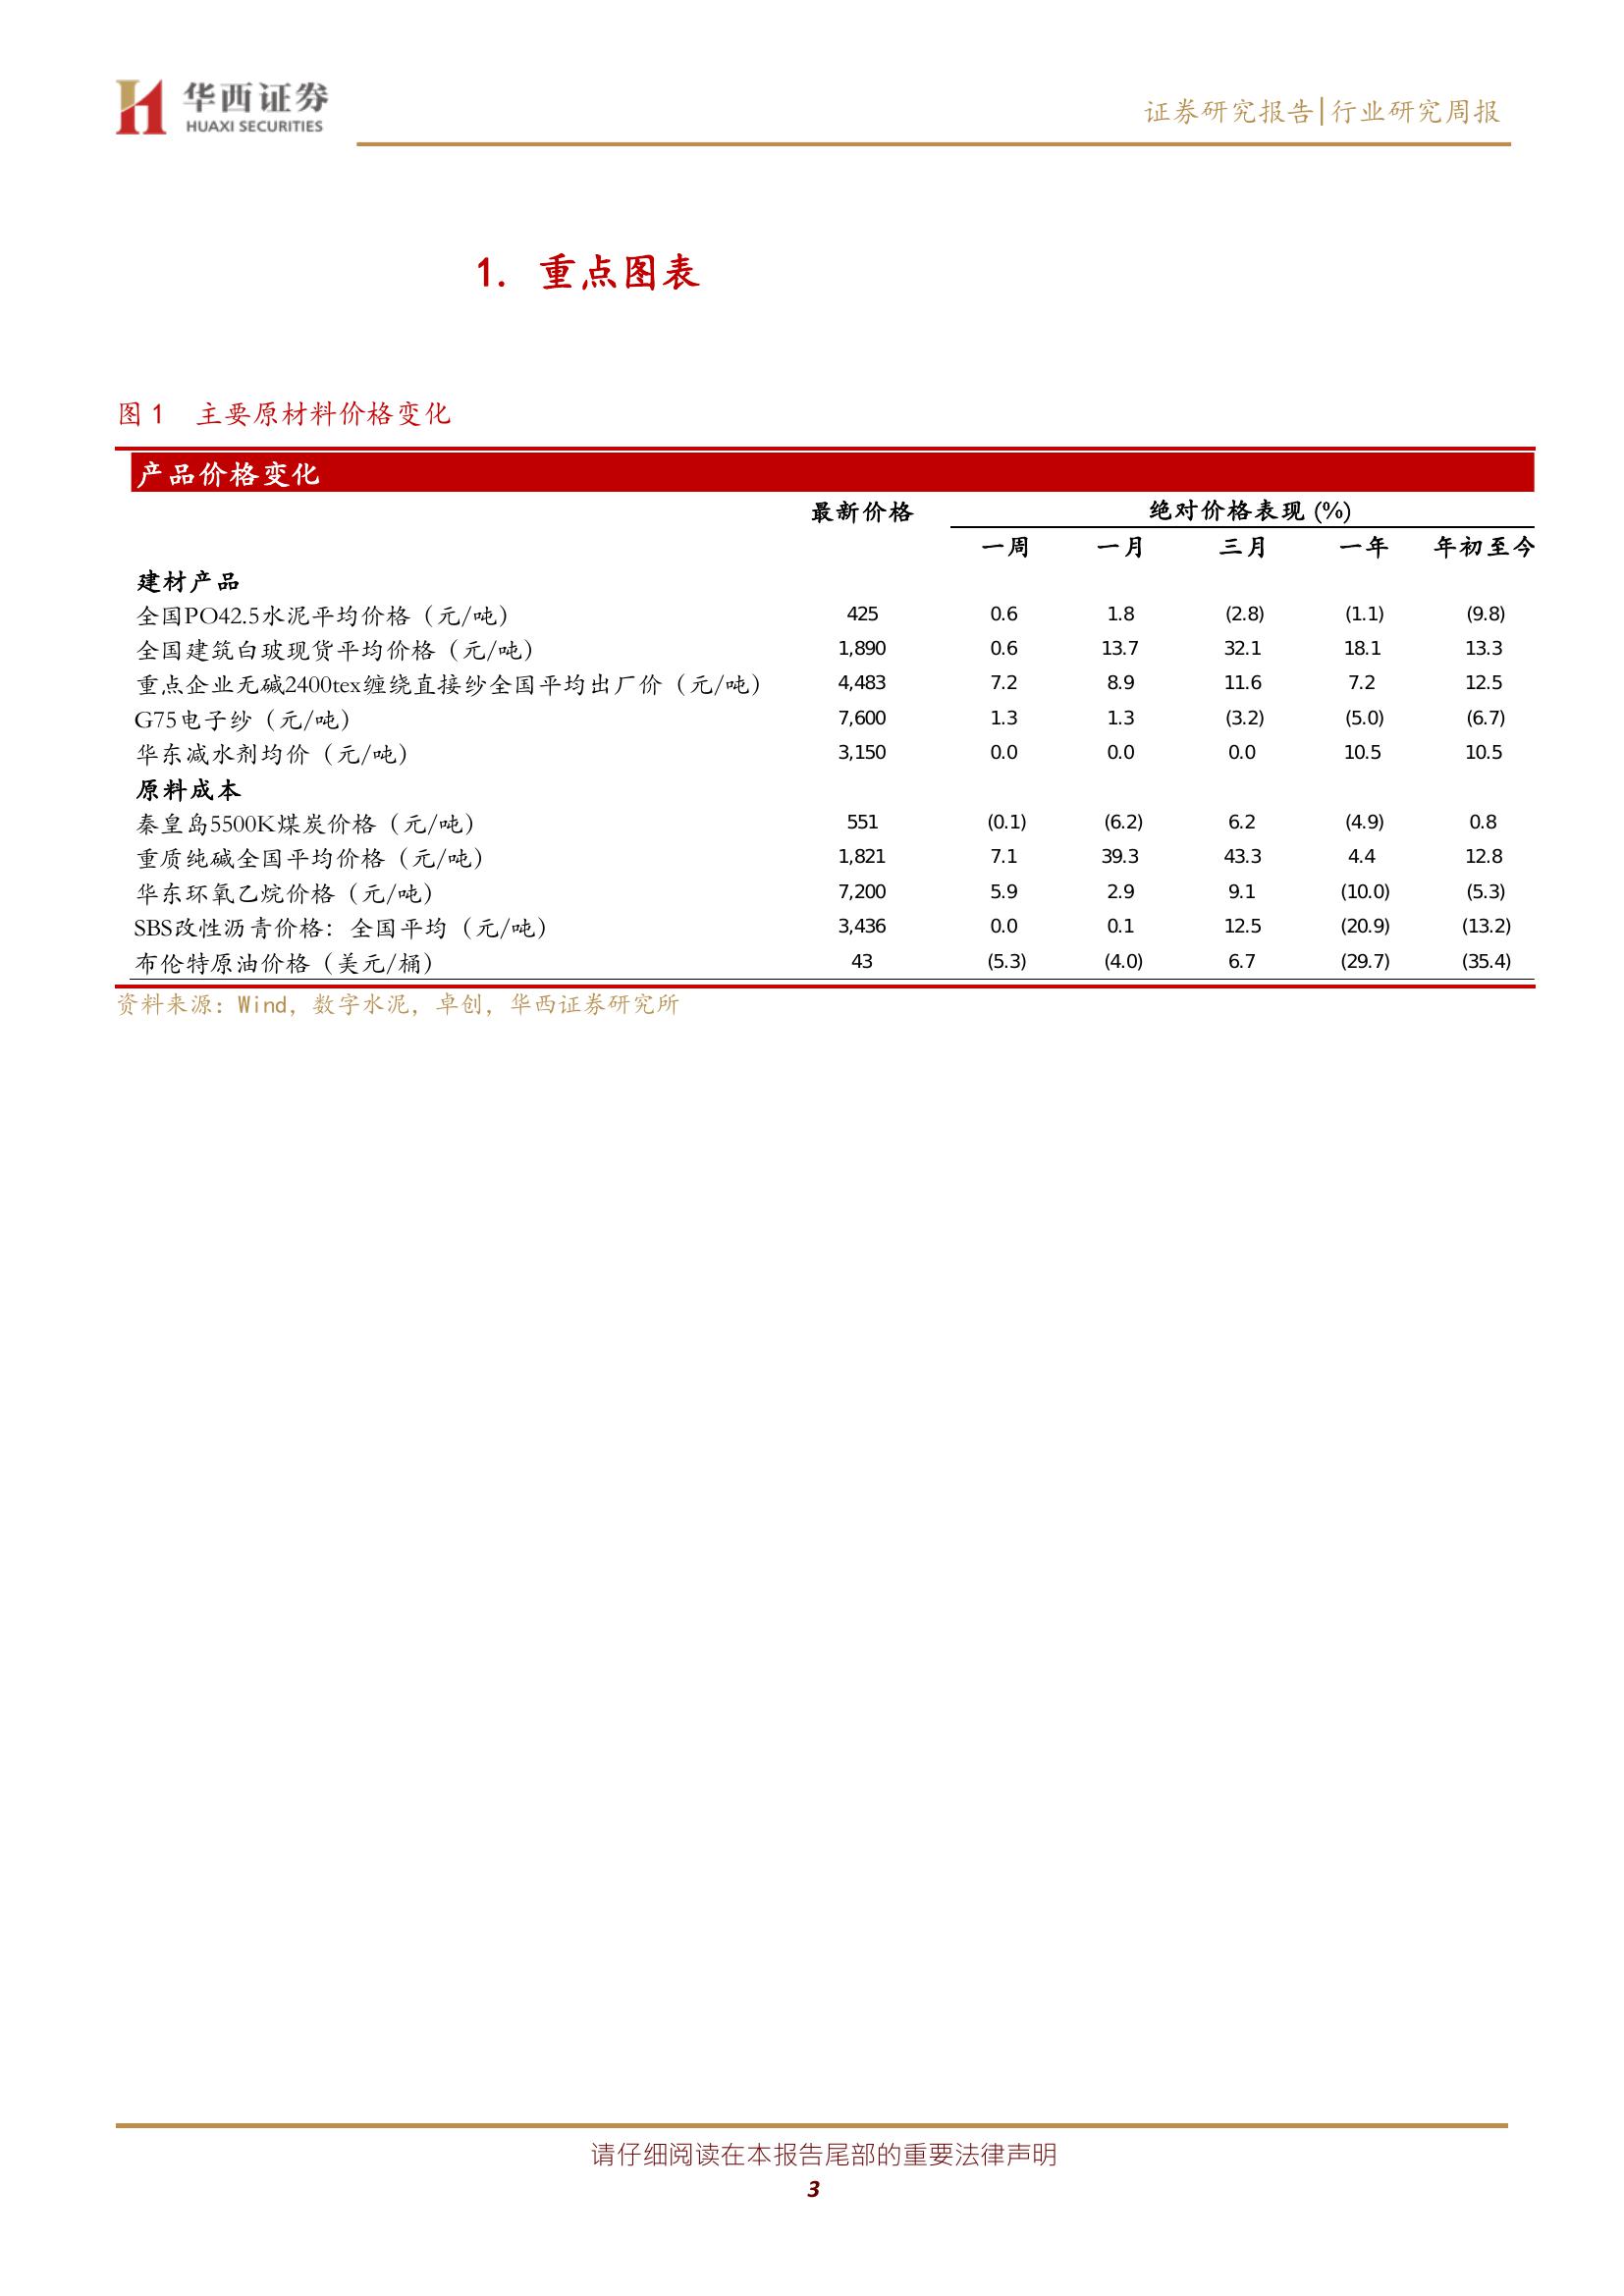 华西证券
HUAXI SECURITIES
证券研究报告|行业研究周报
1. 重点图表
图 1 主要原材料价格变化
产品价格变化
最新价格 绝对价格表现 (%)
一周 一月 三月 一年 年初至今
建材产品
全国PO42.5水泥平均价格（元/吨） 425 0.6 1.8 (2.8) (1.1) (9.8)
全国建筑白玻现货平均价格（元/吨） 1,890 0.6 13.7 32.1 18.1 13.3
重点企业无碱2400tex缠绕直接纱全国平均出厂价（元/吨） 4,483 7.2 8.9 11.6 7.2 12.5
G75电子纱（元/吨） 7,600 1.3 1.3 (3.2) (5.0) (6.7)
华东减水剂均价（元/吨） 3,150 0.0 0.0 0.0 10.5 10.5
原料成本
秦皇岛5500K煤炭价格（元/吨） 551 (0.1) (6.2) 6.2 (4.9) 0.8
重质纯碱全国平均价格（元/吨） 1,821 7.1 39.3 43.3 4.4 12.8
华东环氧乙烷价格（元/吨） 7,200 5.9 2.9 9.1 (10.0) (5.3)
SBS改性沥青价格：全国平均（元/吨） 3,436 0.0 0.1 12.5 (20.9) (13.2)
布伦特原油价格（美元/桶） 43 (5.3) (4.0) 6.7 (29.7) (35.4)
资料来源：Wind，数字水泥，卓创，华西证券研究所
请仔细阅读在本报告尾部的重要法律声明
3